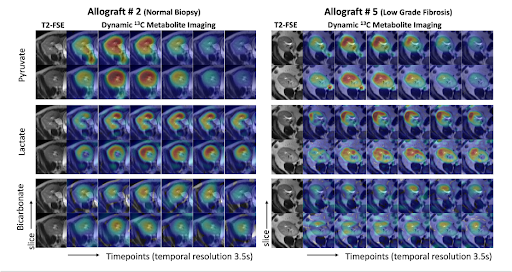 Allograft # 2 (Normal Biopsy)
T2-FSE Dynamic ¹³C Metabolite Imaging
Allograft # 5 (Low Grade Fibrosis)
T2-FSE Dynamic ¹³C Metabolite Imaging
Pyruvate
Lactate
Bicarbonate
slice
Timepoints (temporal resolution 3.5s)
slice
Timepoints (temporal resolution 3.5s)